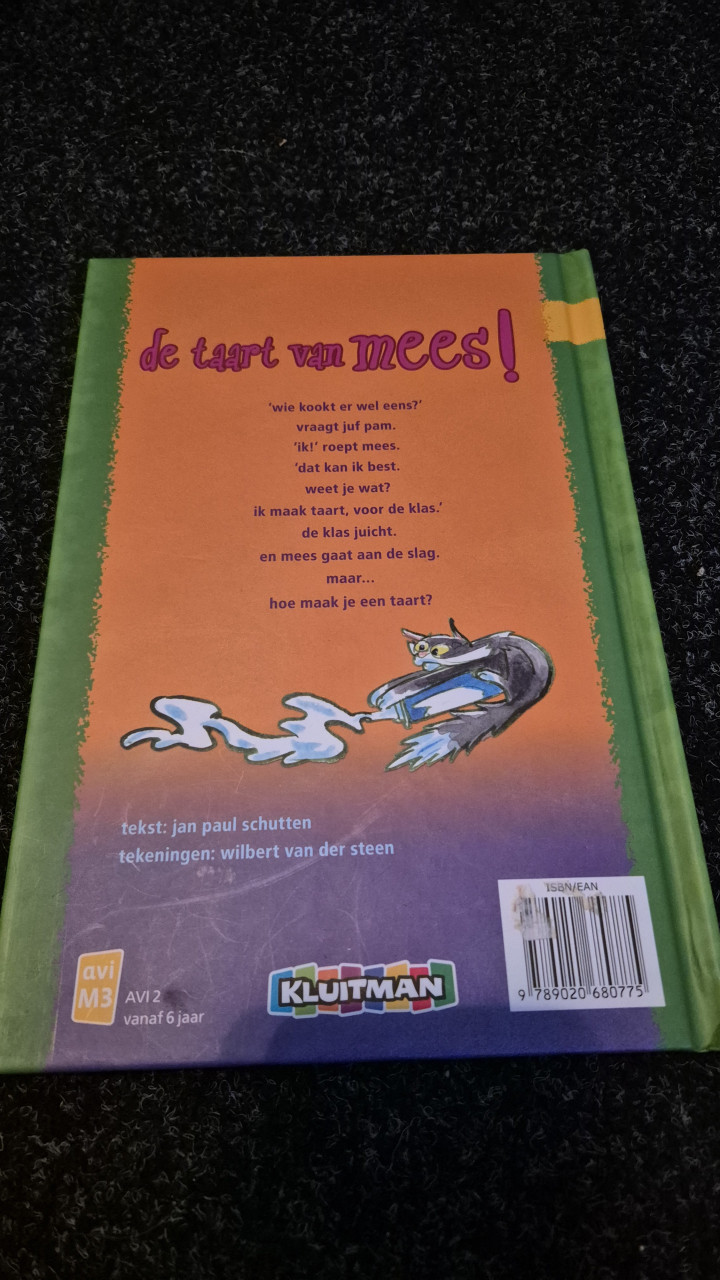 de taart van mees!
'wie kookt er wel eens?'
vraagt juf pam.
'ik!' roept mees.
'dat kan ik best.
weet je wat?
ik maak taart, voor de klas.'
de klas juicht.
en mees gaat aan de slag.
maar...
hoe maak je een taart?
tekst: jan paul schutten
tekeningen: wilbert van der steen
ISBN/EAN
9 789020 680775
avi
M3
AVI 2
vanaf 6 jaar
KLUITMAN